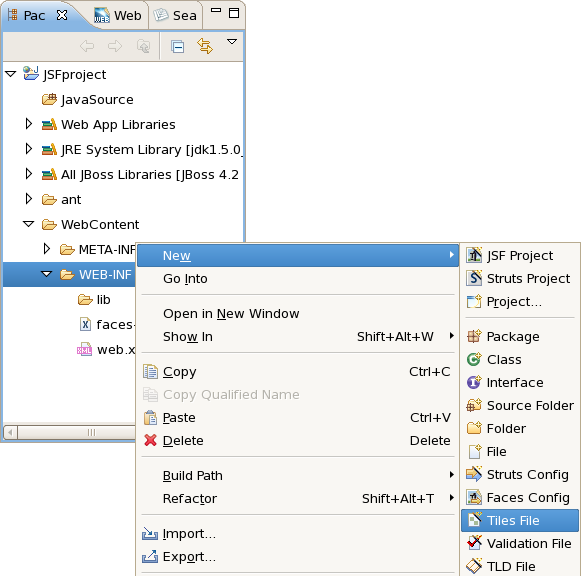 Pac Web Sea
JSFproject
JavaSource
Web App Libraries
JRE System Library [jdk1.5.0_
All JBoss Libraries [JBoss 4.2
ant
WebContent
META-INF
WEB-INF
lib
faces-
web.x
New
Go Into
Open in New Window
Show In Shift+Alt+W
Copy Ctrl+C
Copy Qualified Name
Paste Ctrl+V
Delete Delete
Build Path
Refactor Shift+Alt+T
Import...
Export...
JSF Project
Struts Project
Project...
Package
Class
Interface
Source Folder
Folder
File
Struts Config
Faces Config
Tiles File
Validation File
TLD File